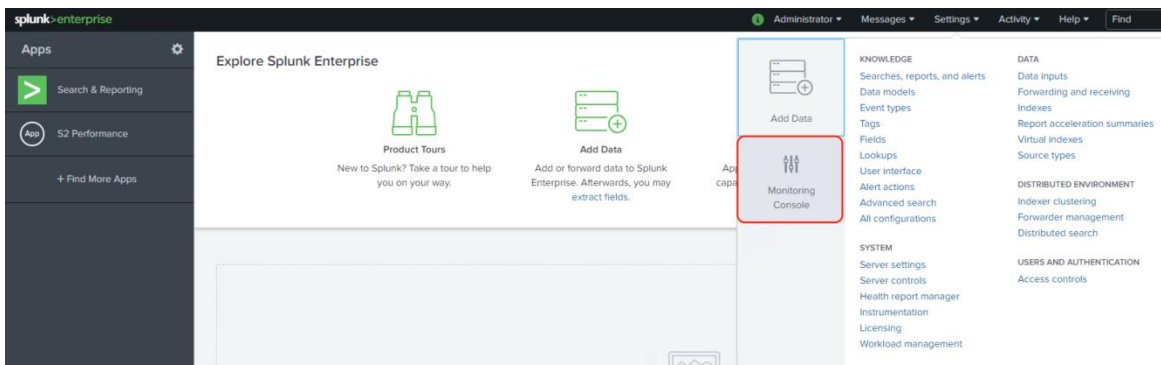 splunk>enterprise
Administrator
Messages
Settings
Activity
Help
Find
Apps
Search & Reporting
App
S2 Performance
+ Find More Apps
Explore Splunk Enterprise
Product Tours
New to Splunk? Take a tour to help
you on your way.
Add Data
Add or forward data to Splunk
Enterprise. Afterwards, you may
extract fields.
Add Data
Monitoring
Console
KNOWLEDGE
Searches, reports, and alerts
Data models
Event types
Tags
Fields
Lookups
User interface
Alert actions
Advanced search
All configurations
SYSTEM
Server settings
Server controls
Health report manager
Instrumentation
Licensing
Workload management
DATA
Data inputs
Forwarding and receiving
Indexes
Report acceleration summaries
Virtual indexes
Source types
DISTRIBUTED ENVIRONMENT
Indexer clustering
Forwarder management
Distributed search
USERS AND AUTHENTICATION
Access controls